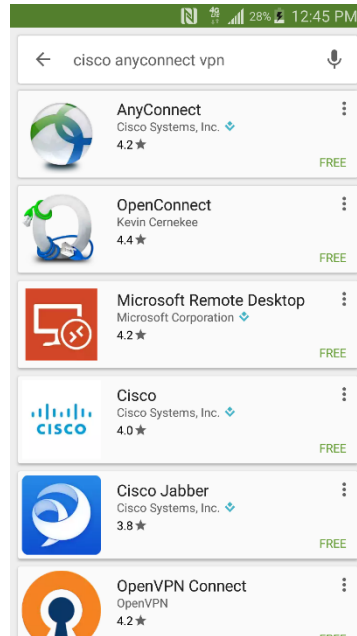 4G
28%
12:45 PM
cisco anyconnect vpn
AnyConnect
Cisco Systems, Inc.
4.2★
FREE
OpenConnect
Kevin Cernekee
4.4★
FREE
Microsoft Remote Desktop
Microsoft Corporation
4.2★
FREE
CISCO
Cisco
Cisco Systems, Inc.
4.0★
FREE
Cisco Jabber
Cisco Systems, Inc.
3.8★
FREE
OpenVPN Connect
OpenVPN
4.2★
FREE